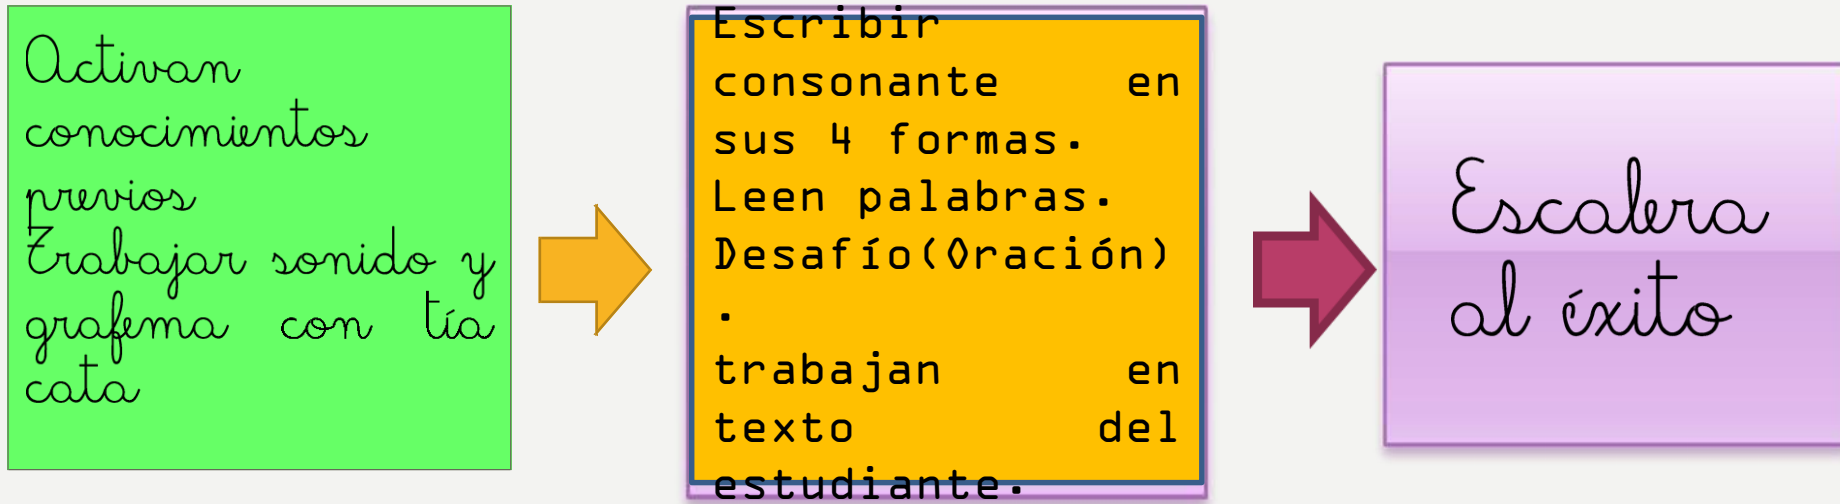 Activan
conocimientos
previos
Trabajar sonido y
grafema con tía
cata
Escribir
consonante en
sus 4 formas.
Leen palabras.
Desafío(Oración)
.
trabajan en
texto del
estudiante.
Escalera
al éxito